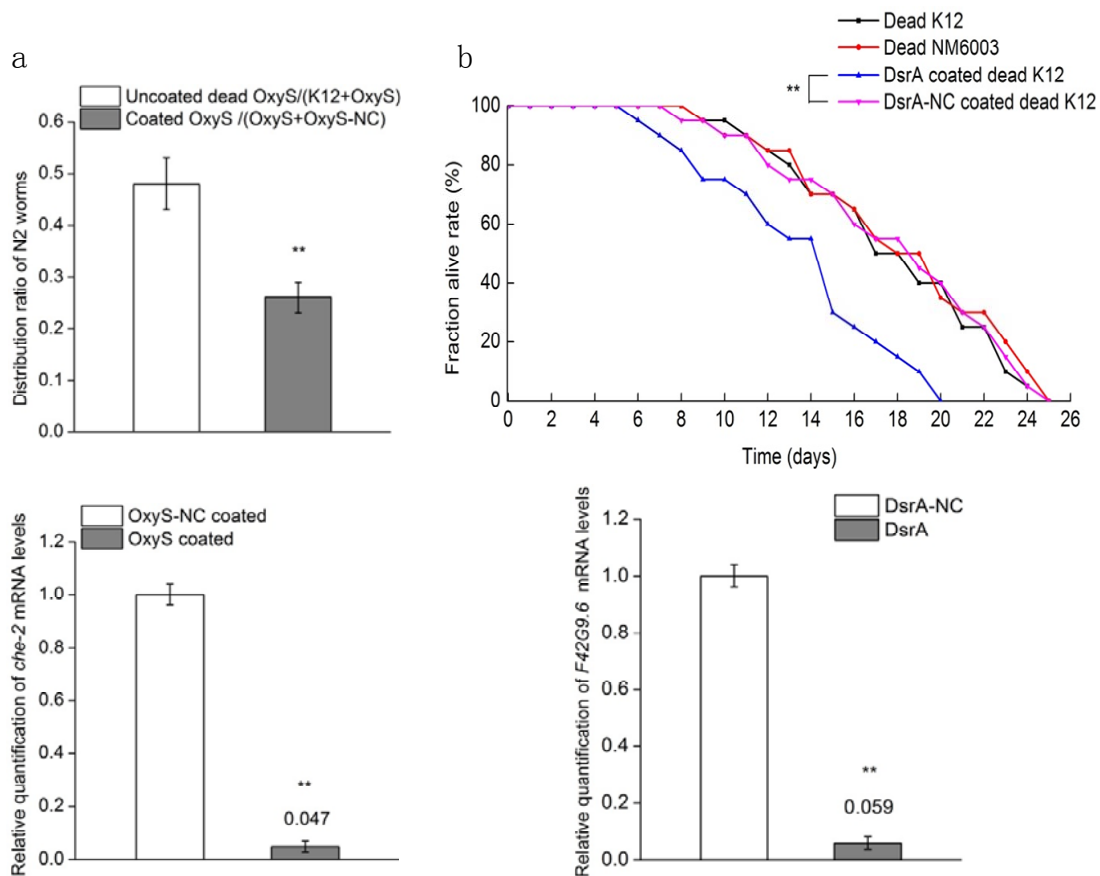 a
Uncoated dead OxyS/(K12+OxyS)
Coated OxyS /(OxyS+OxyS-NC)
Distribution ratio of N2 worms
0.6
0.5
0.4
0.3
0.2
0.1
0.0
**
b
Dead K12
Dead NM6003
DsrA coated dead K12
DsrA-NC coated dead K12
**
Fraction alive rate (%)
100
80
60
40
20
0
0 2 4 6 8 10 12 14 16 18 20 22 24 26
Time (days)
OxyS-NC coated
OxyS coated
Relative quantification of che-2 mRNA levels
1.2
1.0
0.8
0.6
0.4
0.2
0.0
**
0.047
DsrA-NC
DsrA
Relative quantification of F42G9.6 mRNA levels
1.2
1.0
0.8
0.6
0.4
0.2
0.0
**
0.059